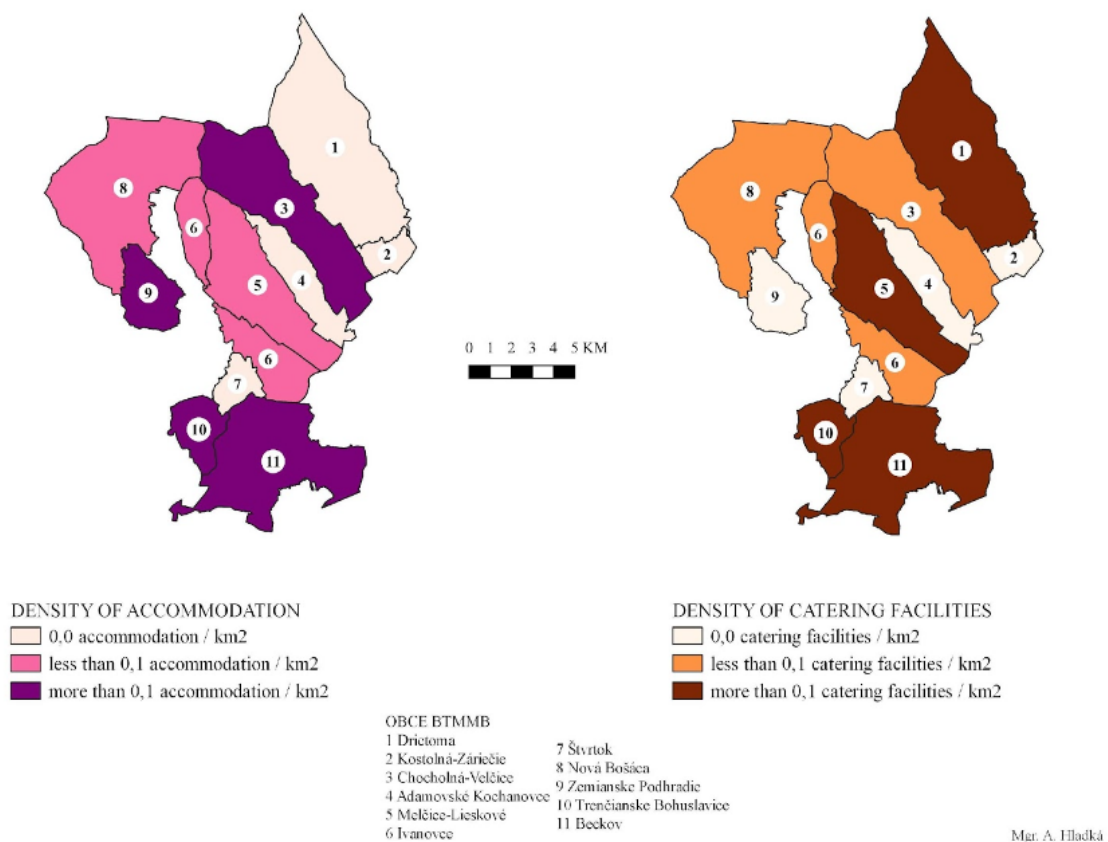 1
8
3
6
2
4
9
5
6
7
10
11
0 1 2 3 4 5 KM
1
8
3
6
2
4
9
5
6
7
10
11
DENSITY OF ACCOMMODATION
0,0 accommodation / km2
less than 0,1 accommodation / km2
more than 0,1 accommodation / km2
DENSITY OF CATERING FACILITIES
0,0 catering facilities / km2
less than 0,1 catering facilities / km2
more than 0,1 catering facilities / km2
OBCE BTMMB
1 Drietoma
2 Kostolná-Záriečie
3 Chocholná-Velčice
4 Adamovské Kochanovce
5 Melčice-Lieskové
6 Ivanovce
7 Štvrtok
8 Nová Bošáca
9 Zemianske Podhradie
10 Trenčianske Bohuslavice
11 Beckov
Mgr. A. Hladká